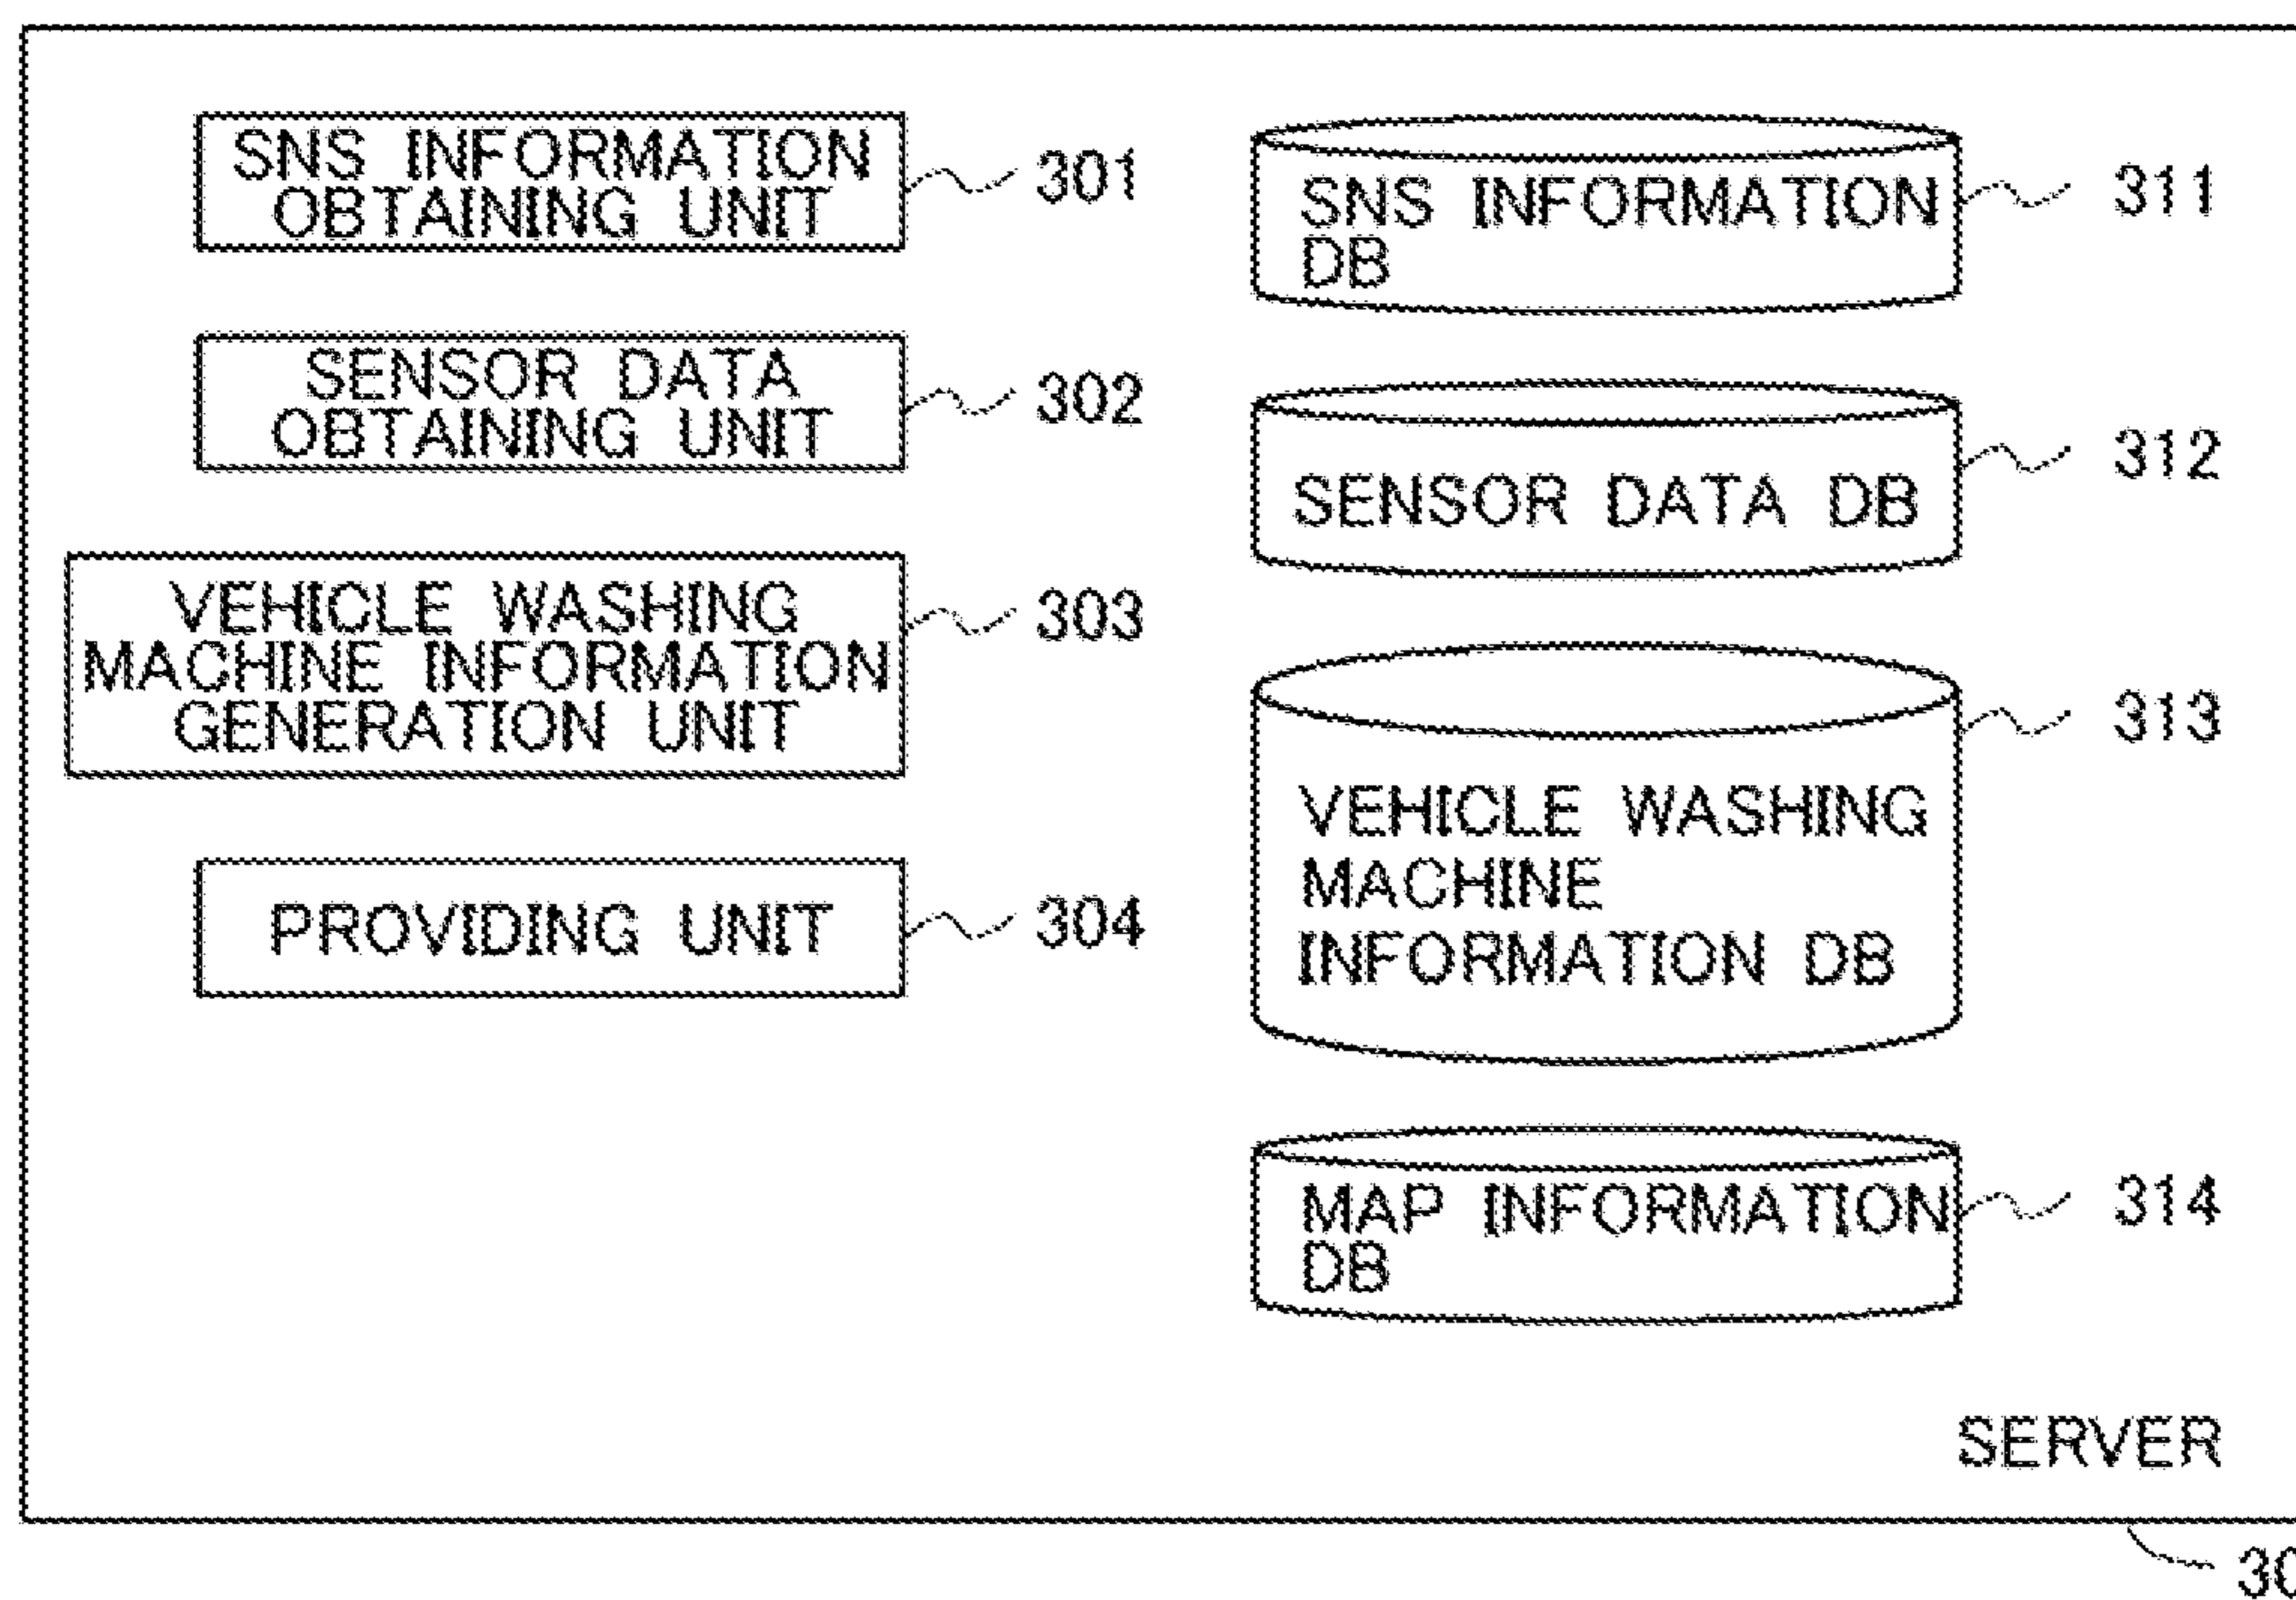 SNS INFORMATION
OBTAINING UNIT
301
SENSOR DATA
OBTAINING UNIT
302
VEHICLE WASHING
MACHINE INFORMATION
GENERATION UNIT
303
PROVIDING UNIT
304
SNS INFORMATION
DB
311
SENSOR DATA DB
312
VEHICLE WASHING
MACHINE
INFORMATION DB
313
MAP INFORMATION
DB
314
SERVER